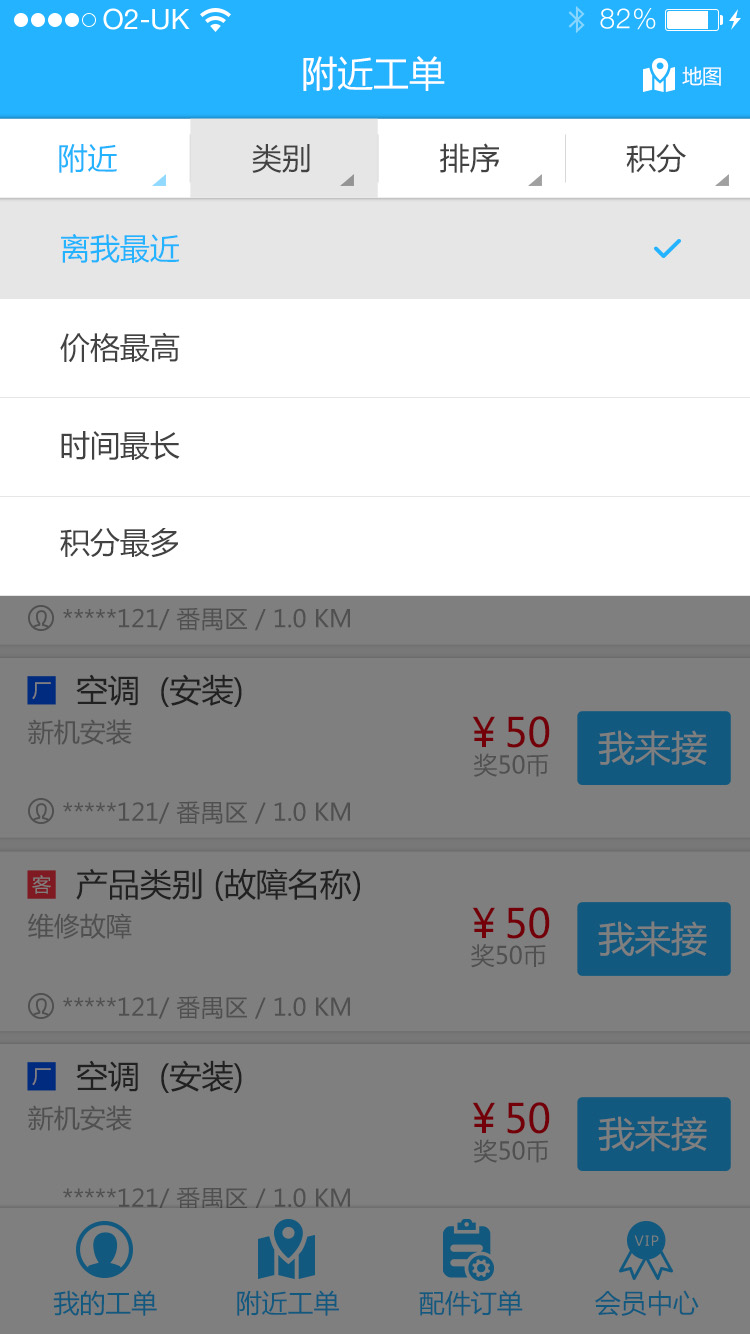 O2-UK 82%
附近工单 地图
附近 类别 排序 积分
离我最近
价格最高
时间最长
积分最多
*****121/ 番禺区 / 1.0 KM
厂 空调 (安装)
新机安装
¥ 50 我来接
奖50币
*****121/ 番禺区 / 1.0 KM
客 产品类别 (故障名称)
维修故障
¥ 50 我来接
奖50币
*****121/ 番禺区 / 1.0 KM
厂 空调 (安装)
新机安装
¥ 50 我来接
奖50币
*****121/ 番禺区 / 1.0 KM
VIP
我的工单 附近工单 配件订单 会员中心